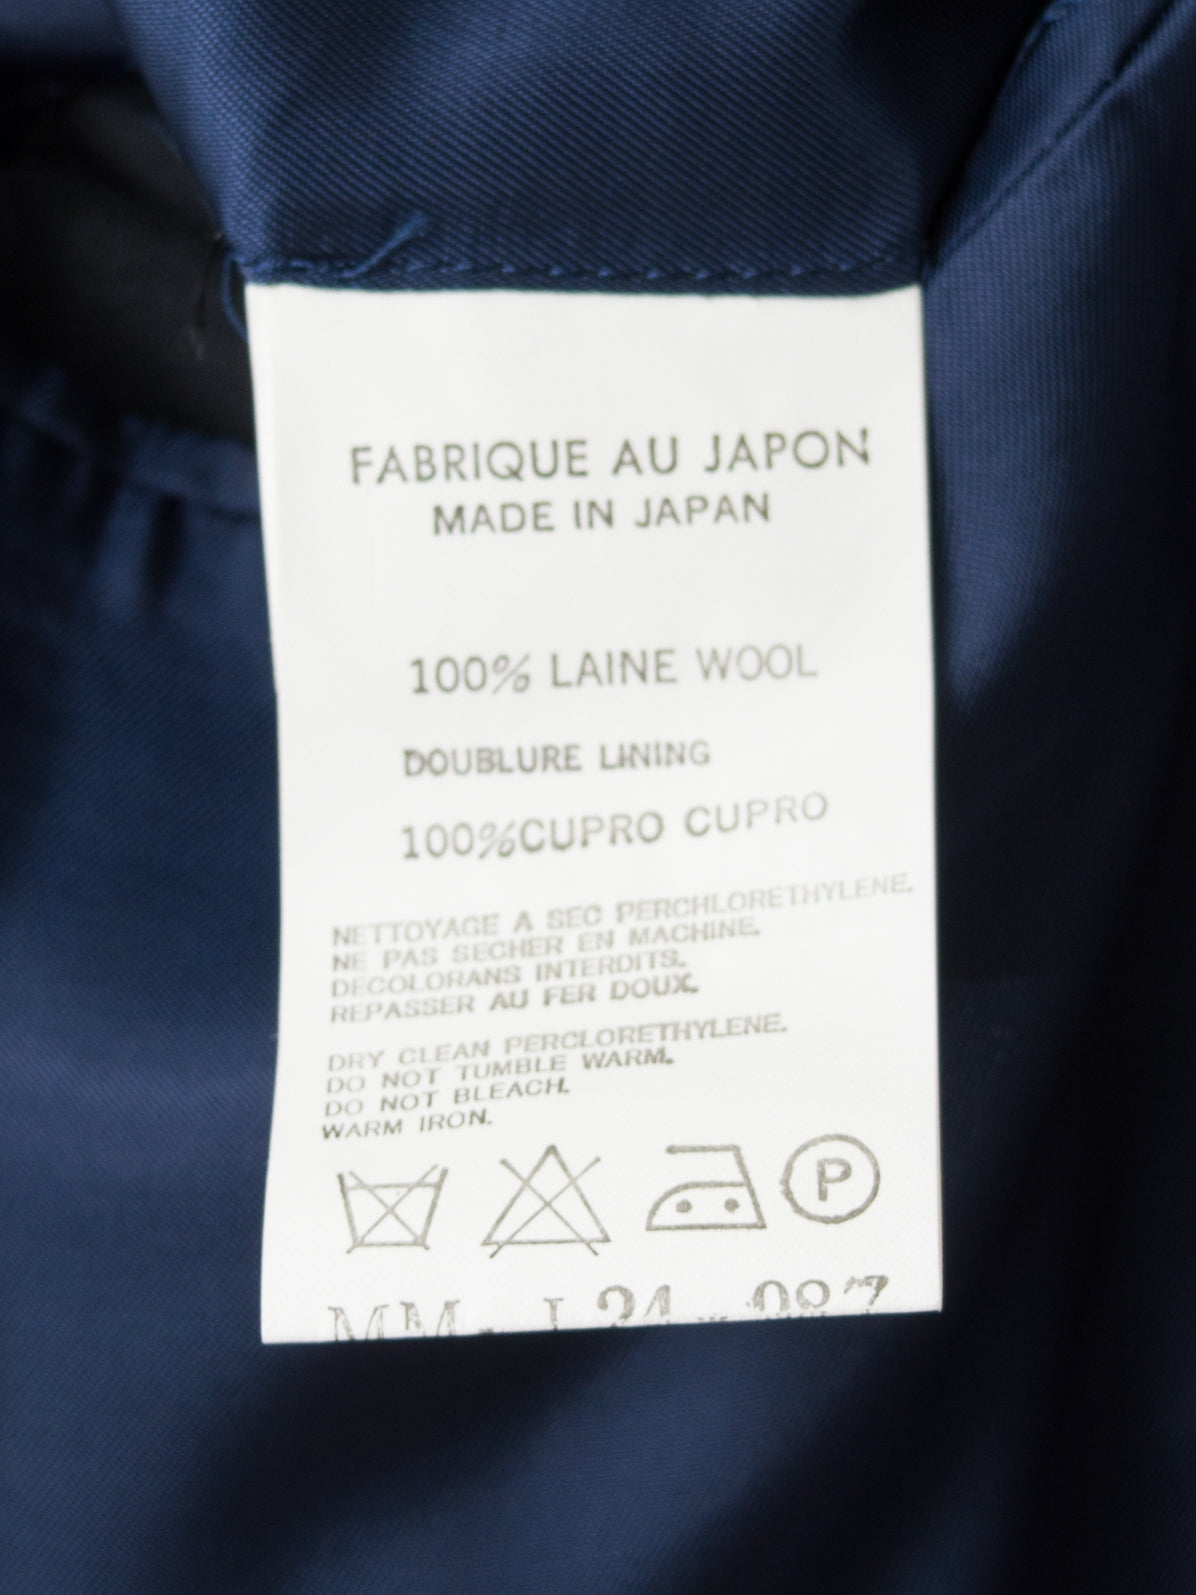 FABRIQUE AU JAPON
MADE IN JAPAN
100% LAINE WOOL
DOUBLURE LINING
100%CUPRO CUPRO
NETTOYAGE A SEC PERCHLORETHYLENE.
NE PAS SECHER EN MACHINE.
DECOLORANS INTERDITS.
REPASSER AU FER DOUX.
DRY CLEAN PERCLORETHYLENE.
DO NOT TUMBLE WARM.
DO NOT BLEACH.
WARM IRON.
P